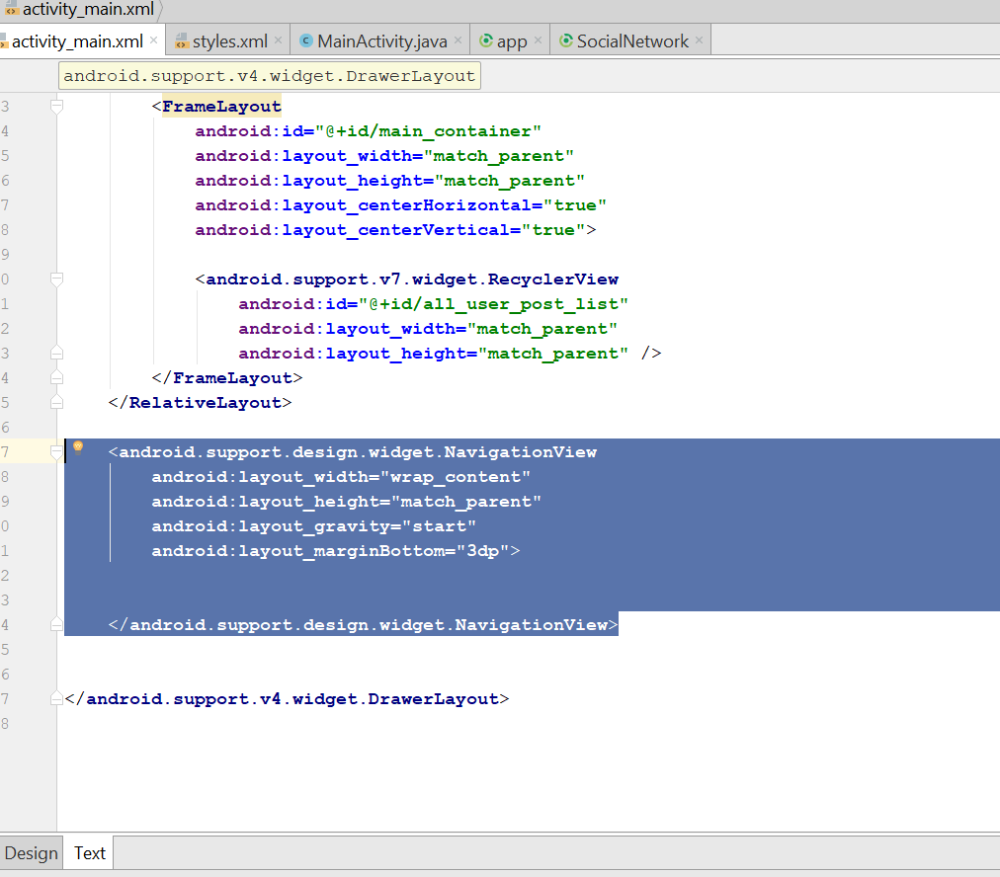 activity_main.xml
activity_main.xml × styles.xml × MainActivity.java × app × SocialNetwork ×
android.support.v4.widget.DrawerLayout
3 <FrameLayout
4 android:id="@+id/main_container"
5 android:layout_width="match_parent"
6 android:layout_height="match_parent"
7 android:layout_centerHorizontal="true"
8 android:layout_centerVertical="true">
9
0 <android.support.v7.widget.RecyclerView
1 android:id="@+id/all_user_post_list"
2 android:layout_width="match_parent"
3 android:layout_height="match_parent" />
4 </FrameLayout>
5 </RelativeLayout>
6
7 <android.support.design.widget.NavigationView
8 android:layout_width="wrap_content"
9 android:layout_height="match_parent"
0 android:layout_gravity="start"
1 android:layout_marginBottom="3dp">
2
3
4 </android.support.design.widget.NavigationView>
5
6
7 </android.support.v4.widget.DrawerLayout>
8
Design Text